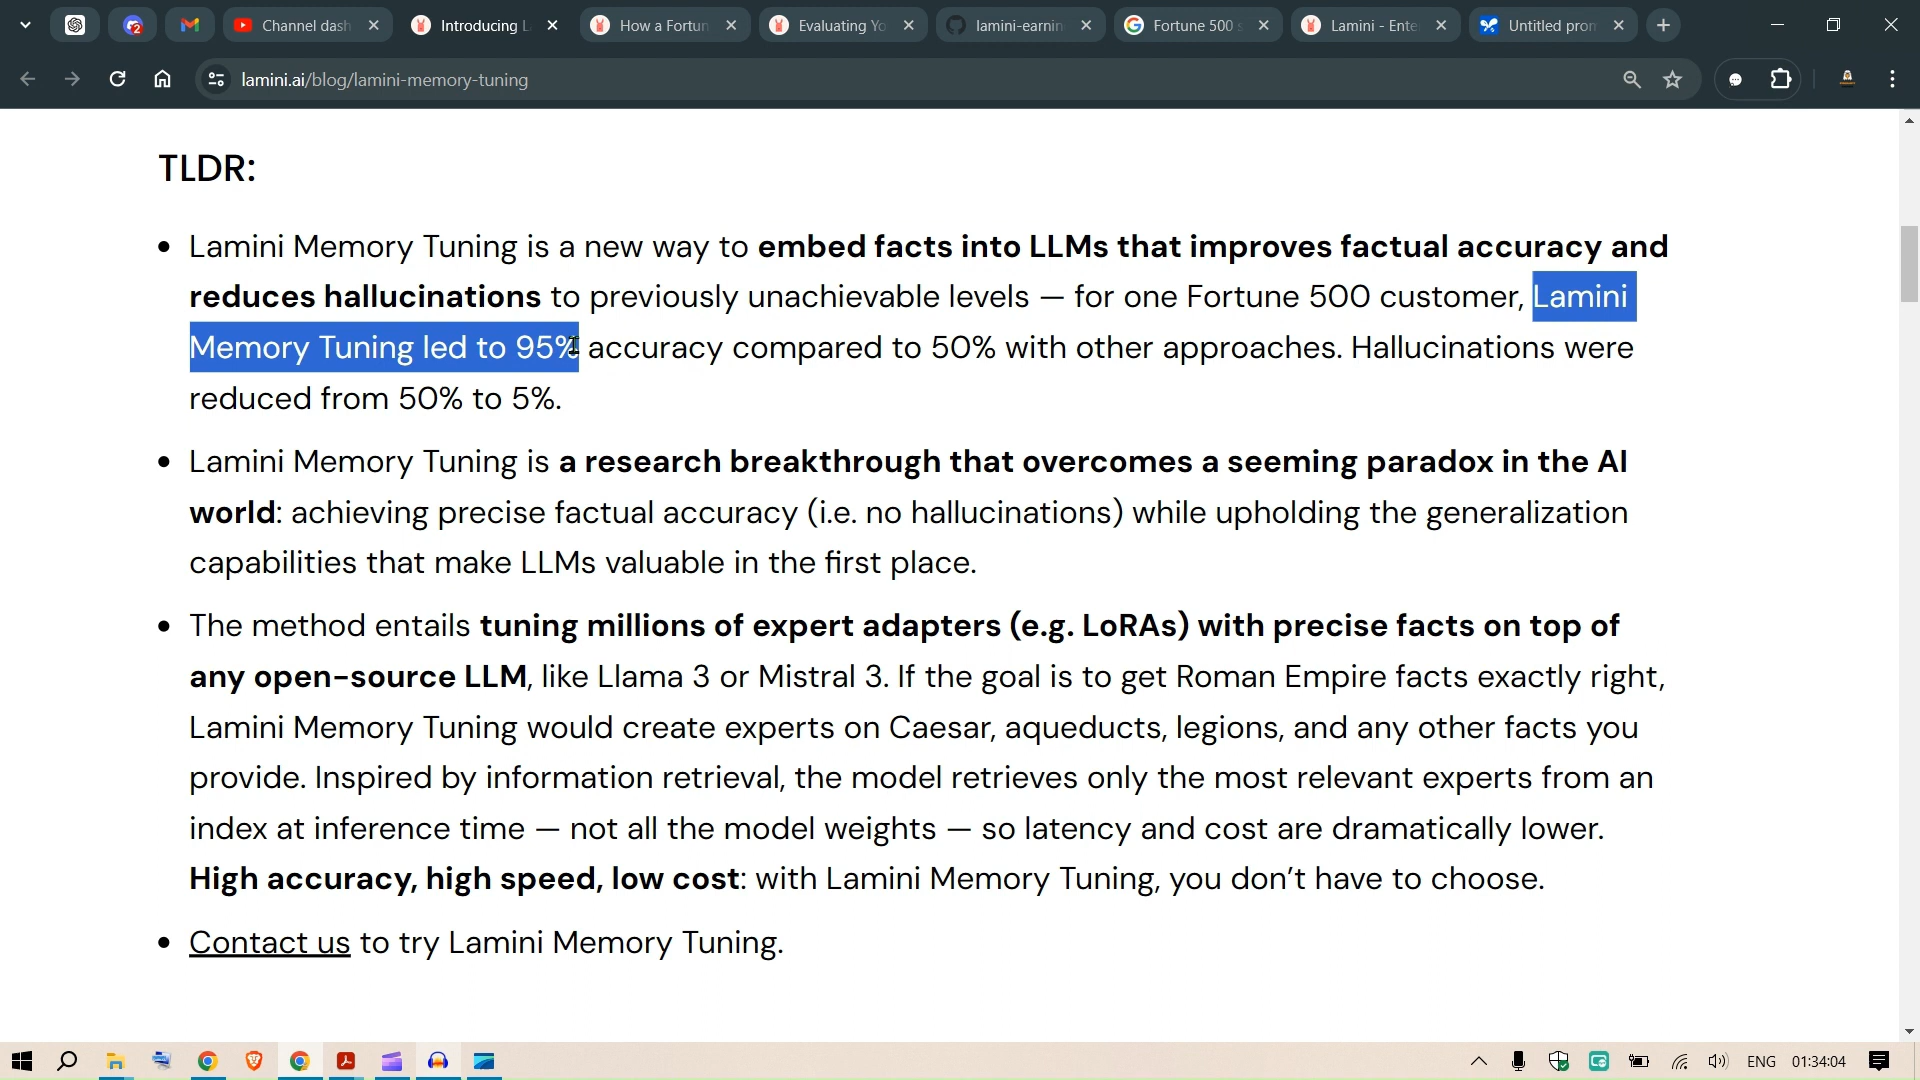 Channel dash
Introducing L
How a Fortun
Evaluating Yo
lamini-earnin
Fortune 500 s
Lamini - Ente
Untitled pron
lamini.ai/blog/lamini-memory-tuning
TLDR:
• Lamini Memory Tuning is a new way to embed facts into LLMs that improves factual accuracy and
reduces hallucinations to previously unachievable levels — for one Fortune 500 customer, Lamini
Memory Tuning led to 95% accuracy compared to 50% with other approaches. Hallucinations were
reduced from 50% to 5%.
• Lamini Memory Tuning is a research breakthrough that overcomes a seeming paradox in the AI
world: achieving precise factual accuracy (i.e. no hallucinations) while upholding the generalization
capabilities that make LLMs valuable in the first place.
• The method entails tuning millions of expert adapters (e.g. LoRAs) with precise facts on top of
any open-source LLM, like Llama 3 or Mistral 3. If the goal is to get Roman Empire facts exactly right,
Lamini Memory Tuning would create experts on Caesar, aqueducts, legions, and any other facts you
provide. Inspired by information retrieval, the model retrieves only the most relevant experts from an
index at inference time — not all the model weights — so latency and cost are dramatically lower.
High accuracy, high speed, low cost: with Lamini Memory Tuning, you don’t have to choose.
• Contact us to try Lamini Memory Tuning.
ENG
01:34:04